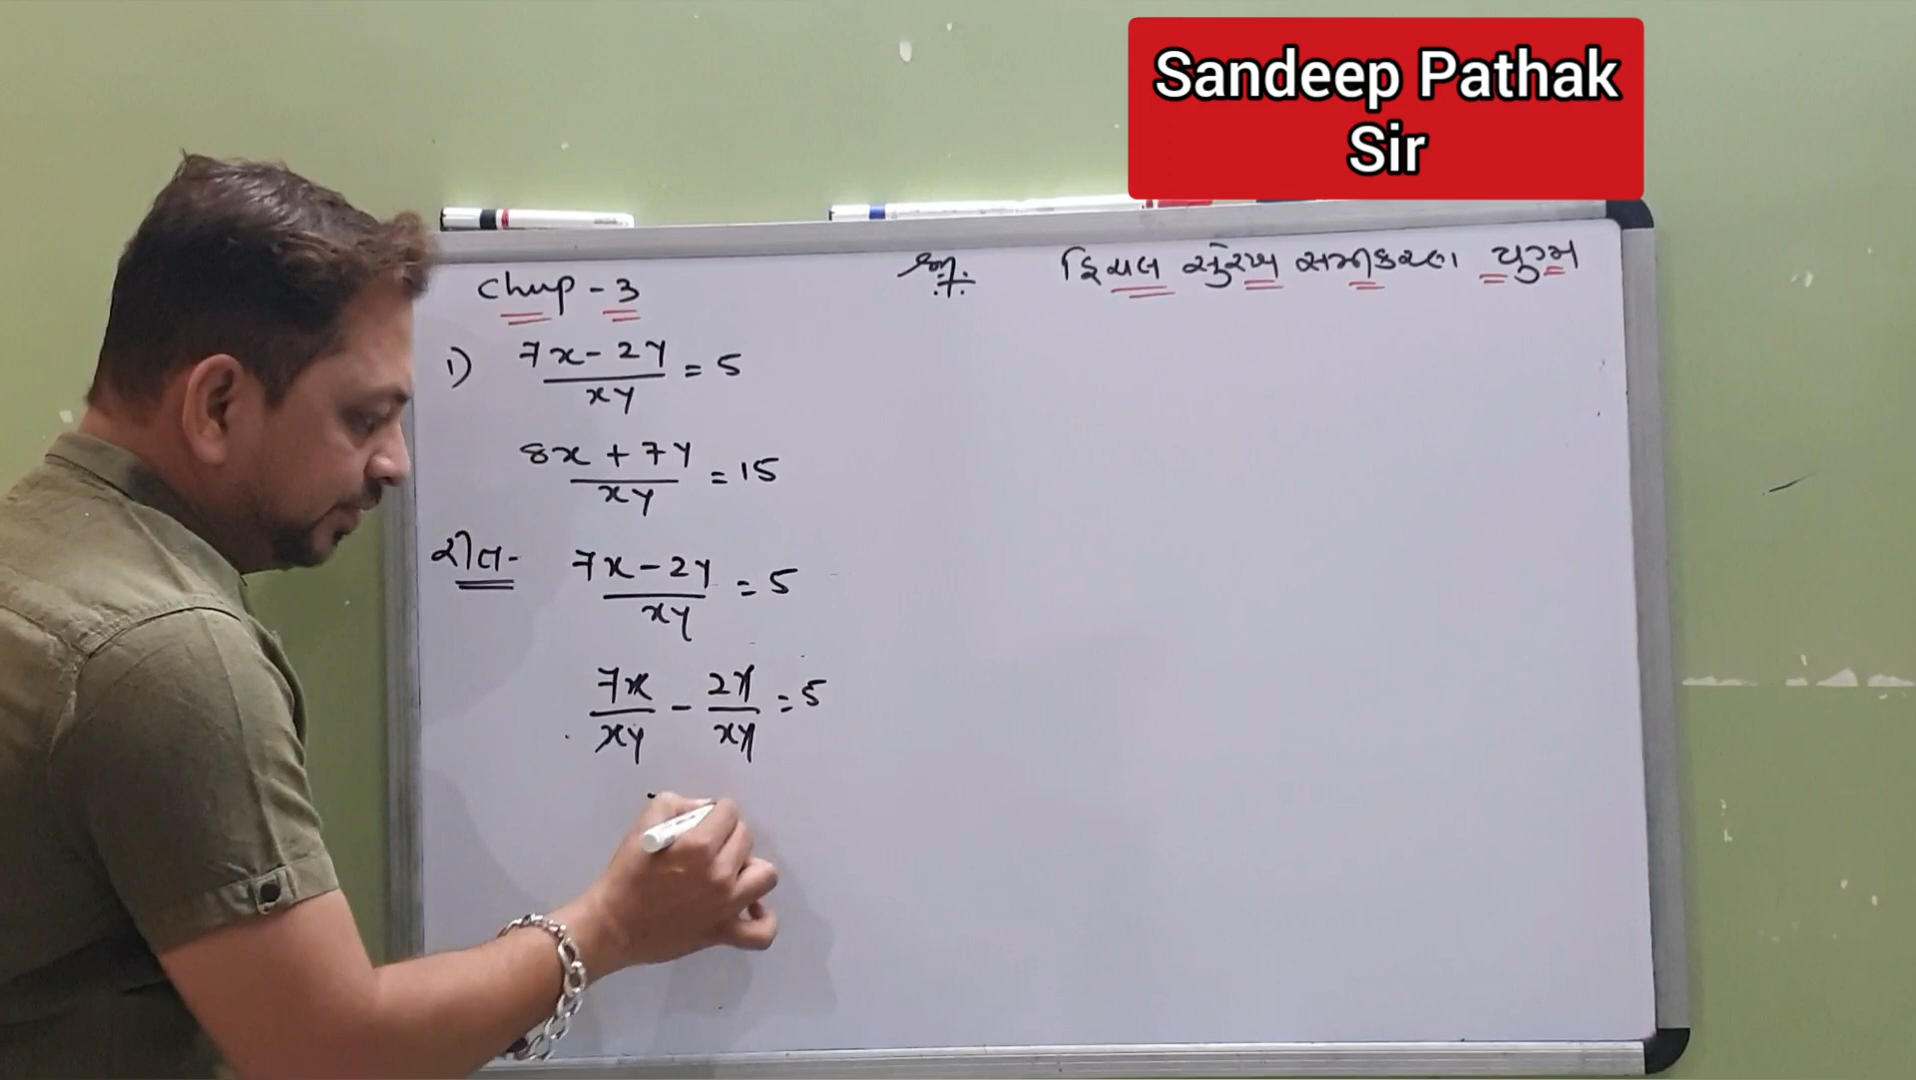 Sandeep Pathak
Sir
Chap - 3
દ્વિચલ સુરેખ સમીકરણ યુગ્મ
1) 7x - 2y / xy = 5
8x + 7y / xy = 15
રીત- 7x - 2y / xy = 5
7x / xy - 2y / xy = 5